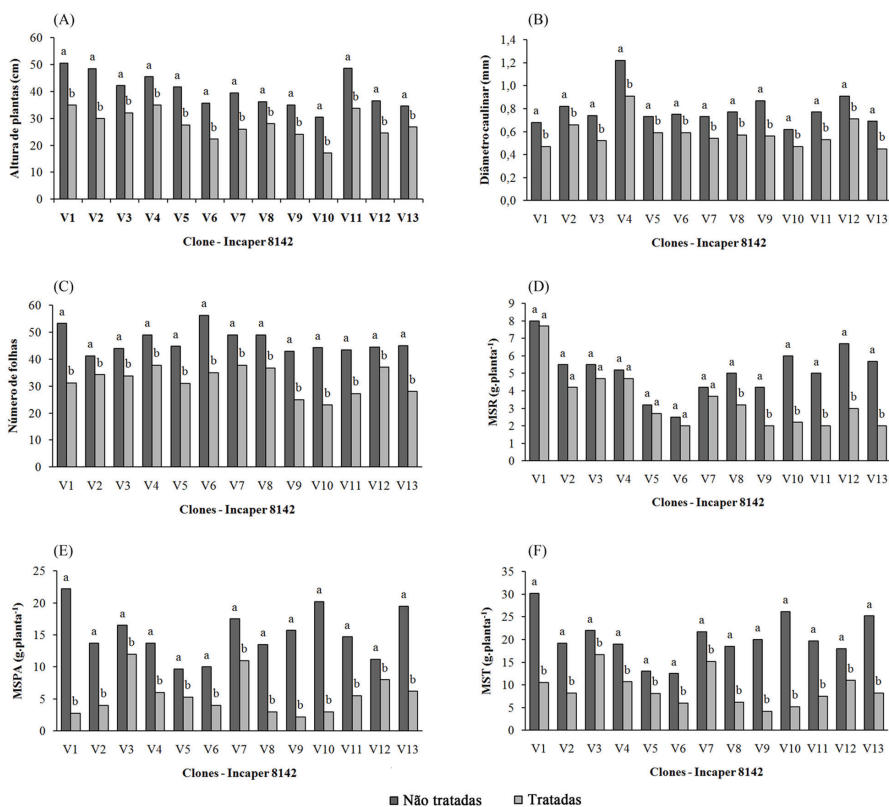 (A)
Altura de plantas (cm)
60
50
40
30
20
10
0
a a a a a a a a a a a a a
b b b b b b b b b b b b b
V1 V2 V3 V4 V5 V6 V7 V8 V9 V10 V11 V12 V13
Clone - Incaper 8142
(B)
Diâmetro caulinar (mm)
1,4
1,2
1,0
0,8
0,6
0,4
0,2
0,0
a a a a a a a a a a a a a
b b b b b b b b b b b b b
V1 V2 V3 V4 V5 V6 V7 V8 V9 V10 V11 V12 V13
Clones - Incaper 8142
(C)
Número de folhas
60
50
40
30
20
10
0
a a a a a a a a a a a a a
b b b b b b b b b b b b b
V1 V2 V3 V4 V5 V6 V7 V8 V9 V10 V11 V12 V13
Clones - Incaper 8142
(D)
MSR (g.planta⁻¹)
9
8
7
6
5
4
3
2
1
0
a a a a a a a a a a a a a
a a a a a a a b b b b b b
V1 V2 V3 V4 V5 V6 V7 V8 V9 V10 V11 V12 V13
Clones - Incaper 8142
(E)
MSPA (g.planta⁻¹)
25
20
15
10
5
0
a a a a a a a a a a a a a
b b b b b b b b b b b b b
V1 V2 V3 V4 V5 V6 V7 V8 V9 V10 V11 V12 V13
Clones - Incaper 8142
(F)
MST (g.planta⁻¹)
35
30
25
20
15
10
5
0
a a a a a a a a a a a a a
b b b b b b b b b b b b b
V1 V2 V3 V4 V5 V6 V7 V8 V9 V10 V11 V12 V13
Clones - Incaper 8142
Não tratadas Tratadas